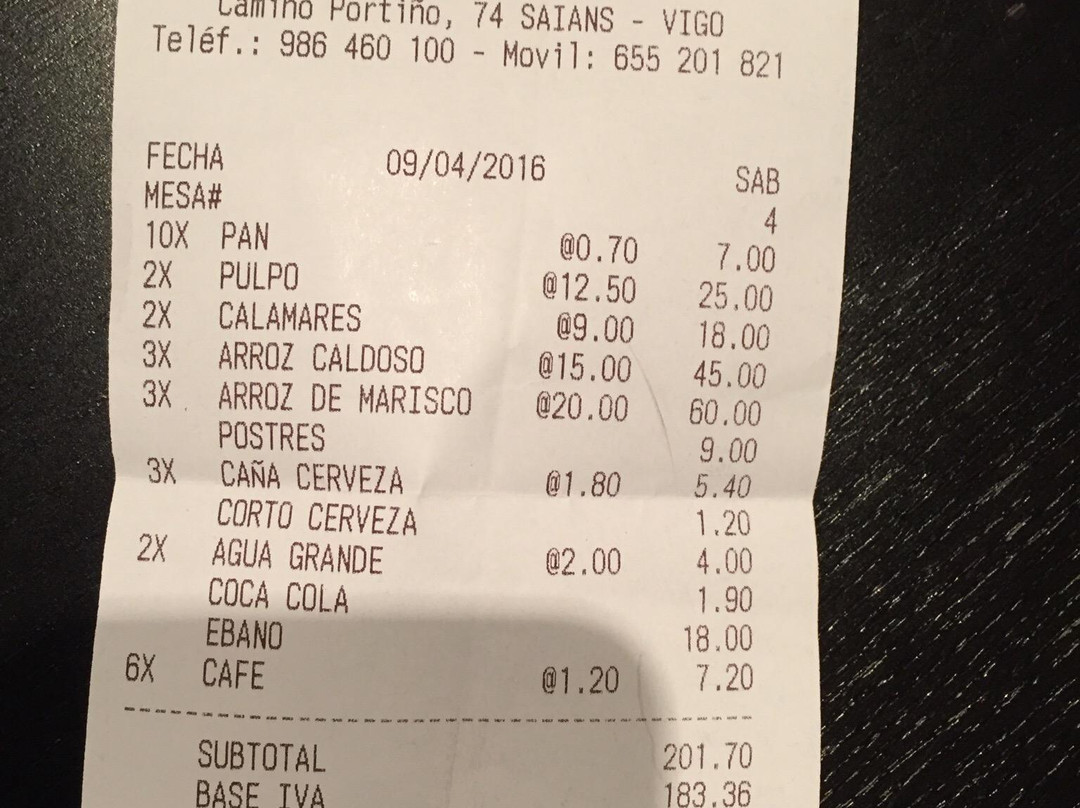 Camino Portiño, 74 SAIANS - VIGO
Teléf.: 986 460 100 - Movil: 655 201 821
FECHA 09/04/2016 SAB
MESA# 4
10X PAN @0.70 7.00
2X PULPO @12.50 25.00
2X CALAMARES @9.00 18.00
3X ARROZ CALDOSO @15.00 45.00
3X ARROZ DE MARISCO @20.00 60.00
POSTRES 9.00
3X CAÑA CERVEZA @1.80 5.40
CORTO CERVEZA 1.20
2X AGUA GRANDE @2.00 4.00
COCA COLA 1.90
EBANO 18.00
6X CAFE @1.20 7.20
SUBTOTAL 201.70
BASE IVA 183.36